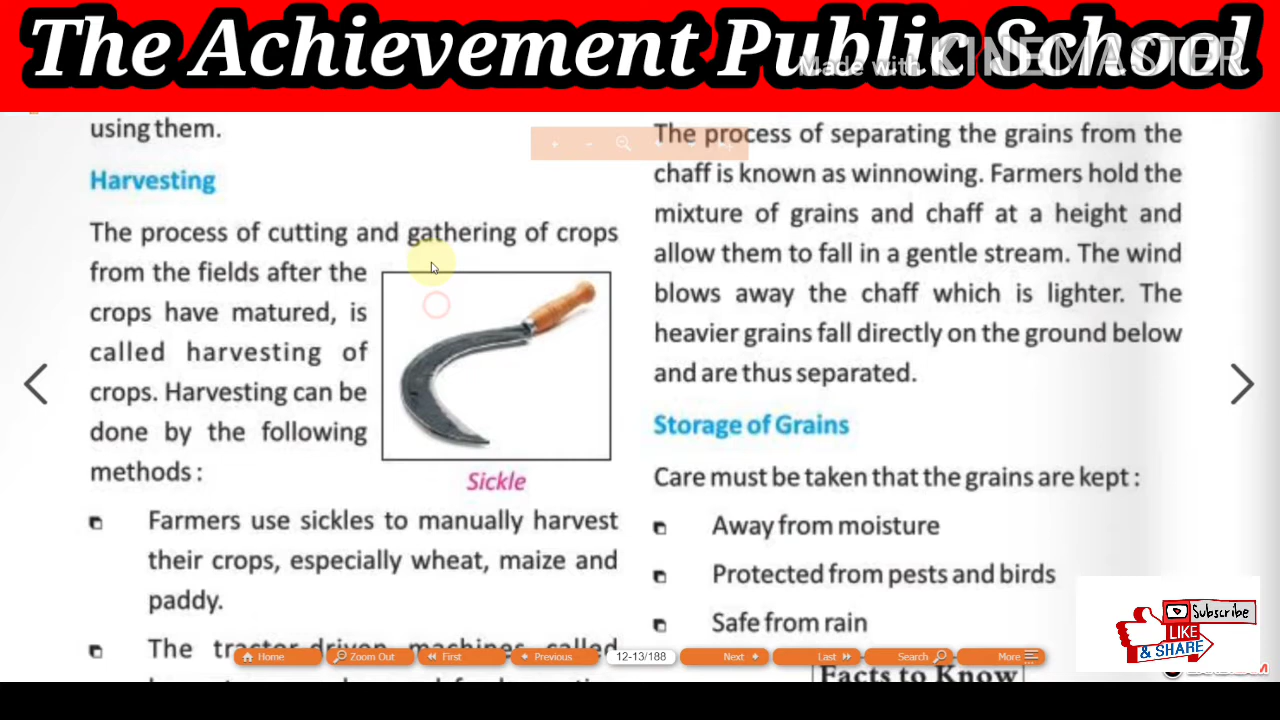 The Achievement Public School
Made with KINEMASTER
using them.
Harvesting
The process of cutting and gathering of crops
from the fields after the
crops have matured, is
called harvesting of
crops. Harvesting can be
done by the following
methods :
Sickle
Farmers use sickles to manually harvest
their crops, especially wheat, maize and
paddy.
The tractor driven machines called
The process of separating the grains from the
chaff is known as winnowing. Farmers hold the
mixture of grains and chaff at a height and
allow them to fall in a gentle stream. The wind
blows away the chaff which is lighter. The
heavier grains fall directly on the ground below
and are thus separated.
Storage of Grains
Care must be taken that the grains are kept :
Away from moisture
Protected from pests and birds
Safe from rain
Facts to Know
Home
Zoom Out
First
Previous
12-13/188
Next
Last
Search
More
Subscribe
LIKE
& SHARE